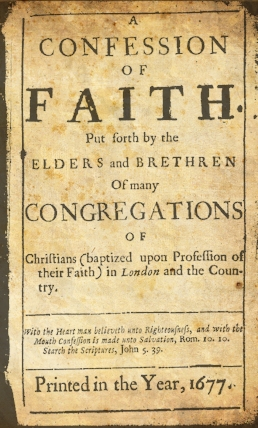 A
CONFESSION
OF
FAITH.
Put forth by the
ELDERS and BRETHREN
Of many
CONGREGATIONS
OF
Chriſtians (baptized upon Profeſſion of
their Faith) in London and the Coun-
try.
With the Heart man believeth unto Righteouſneſs, and with the
Mouth Confeſſion is made unto Salvation, Rom. 10. 10.
Search the Scriptures, John 5. 39.
Printed in the Year, 1677.